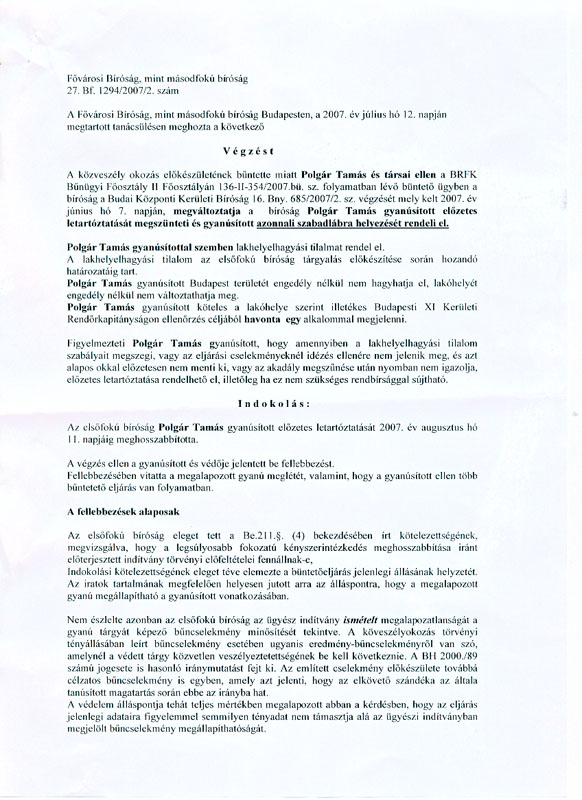 Fővárosi Bíróság, mint másodfokú bíróság
27. Bf. 1294/2007/2. szám
A Fővárosi Bíróság, mint másodfokú bíróság Budapesten, a 2007. év július hó 12. napján
megtartott tanácsülésen meghozta a következő
V é g z é s t
A közveszély okozás előkészületének bűntette miatt Polgár Tamás és társai ellen a BRFK
Bűnügyi Főosztály II Főosztályán 136-II-354/2007.bü. sz. folyamatban lévő büntető ügyben a
bíróság a Budai Központi Kerületi Bíróság 16. Bny. 685/2007/2. sz. végzését mely kelt 2007. év
június hó 7. napján, megváltoztatja a bíróság Polgár Tamás gyanúsított előzetes
letartóztatását megszünteti és gyanúsított azonnali szabadlábra helyezését rendeli el.
Polgár Tamás gyanúsítottal szemben lakhelyelhagyási tilalmat rendel el.
A lakhelyelhagyási tilalom az elsőfokú bíróság tárgyalás előkészítése során hozandó
határozatáig tart.
Polgár Tamás gyanúsított Budapest területét engedély nélkül nem hagyhatja el, lakóhelyét
engedély nélkül nem változtathatja meg.
Polgár Tamás gyanúsított köteles a lakóhelye szerint illetékes Budapesti XI Kerületi
Rendőrkapitányságon ellenőrzés céljából havonta egy alkalommal megjelenni.
Figyelmezteti Polgár Tamás gyanúsított, hogy amennyiben a lakhelyelhagyási tilalom
szabályait megszegi, vagy az eljárási cselekményeknél idézés ellenére nem jelenik meg, és azt
alapos okkal előzetesen nem menti ki, vagy az akadály megszűnése után nyomban nem igazolja,
előzetes letartóztatása rendelhető el, illetőleg ha ez nem szükséges rendbírsággal sújtható.
I n d o k o l á s :
Az elsőfokú bíróság Polgár Tamás gyanúsított előzetes letartóztatását 2007. év augusztus hó
11. napjáig meghosszabbította.
A végzés ellen a gyanúsított és védője jelentett be fellebbezést.
Fellebbezésében vitatta a megalapozott gyanú meglétét, valamint, hogy a gyanúsított ellen több
büntetető eljárás van folyamatban.
A fellebbezések alaposak
Az elsőfokú bíróság eleget tett a Be.211.§. (4) bekezdésében írt kötelezettségének,
megvizsgálva, hogy a legsúlyosabb fokozatú kényszerintézkedés meghosszabbítása iránt
előterjesztett indítvány törvényi előfeltételei fennállnak-e,
Indokolási kötelezettségének eleget téve elemezte a büntetőeljárás jelenlegi állásának helyzetét.
Az iratok tartalmának megfelelően helyesen jutott arra az álláspontra, hogy a megalapozott
gyanú megállapítható a gyanúsított vonatkozásában.
Nem észlelte azonban az elsőfokú bíróság az ügyész indítvány ismételt megalapozatlanságát a
gyanú tárgyát képező bűncselekmény minősítését tekintve. A köveszélyokozás törvényi
tényállásában leírt bűncselekmény esetében ugyanis eredmény-bűncselekményről van szó,
amelynél a védett tárgy közvetlen veszélyeztetettségének be kell következnie. A BH 2000./89
számú jogesete is hasonló iránymutatást fejt ki. Az említett cselekmény előkészülete továbbá
célzatos bűncselekmény is egyben, amely azt jelenti, hogy az elkövető szándéka az általa
tanúsított magatartás során ebbe az irányba hat.
A védelem álláspontja tehát teljes mértékben megalapozott abban a kérdésben, hogy az eljárás
jelenlegi adataira figyelemmel semmilyen tényadat nem támasztja alá az ügyészi indítványban
megjelölt bűncselekmény megállapíthatóságát.